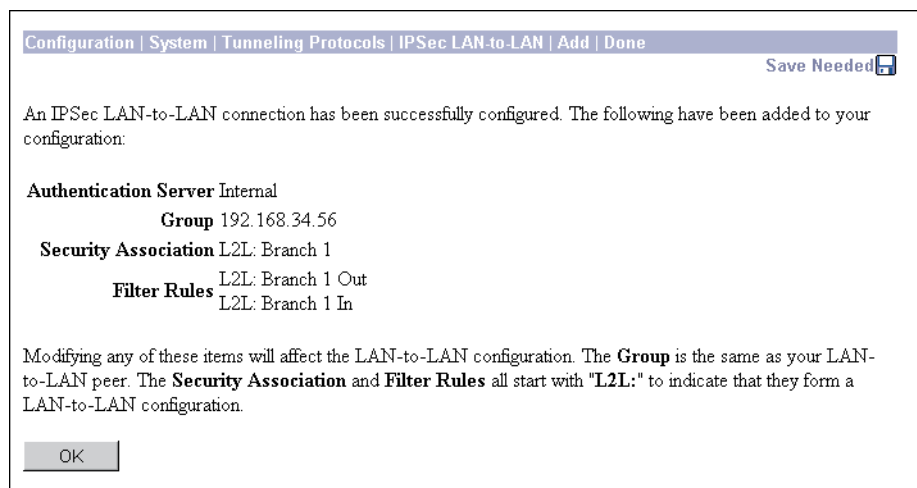 Configuration | System | Tunneling Protocols | IPSec LAN-to-LAN | Add | Done
Save Needed
An IPSec LAN-to-LAN connection has been successfully configured. The following have been added to your
configuration:
Authentication Server Internal
Group 192.168.34.56
Security Association L2L: Branch 1
Filter Rules L2L: Branch 1 Out
L2L: Branch 1 In
Modifying any of these items will affect the LAN-to-LAN configuration. The Group is the same as your LAN-
to-LAN peer. The Security Association and Filter Rules all start with "L2L:" to indicate that they form a
LAN-to-LAN configuration.
OK